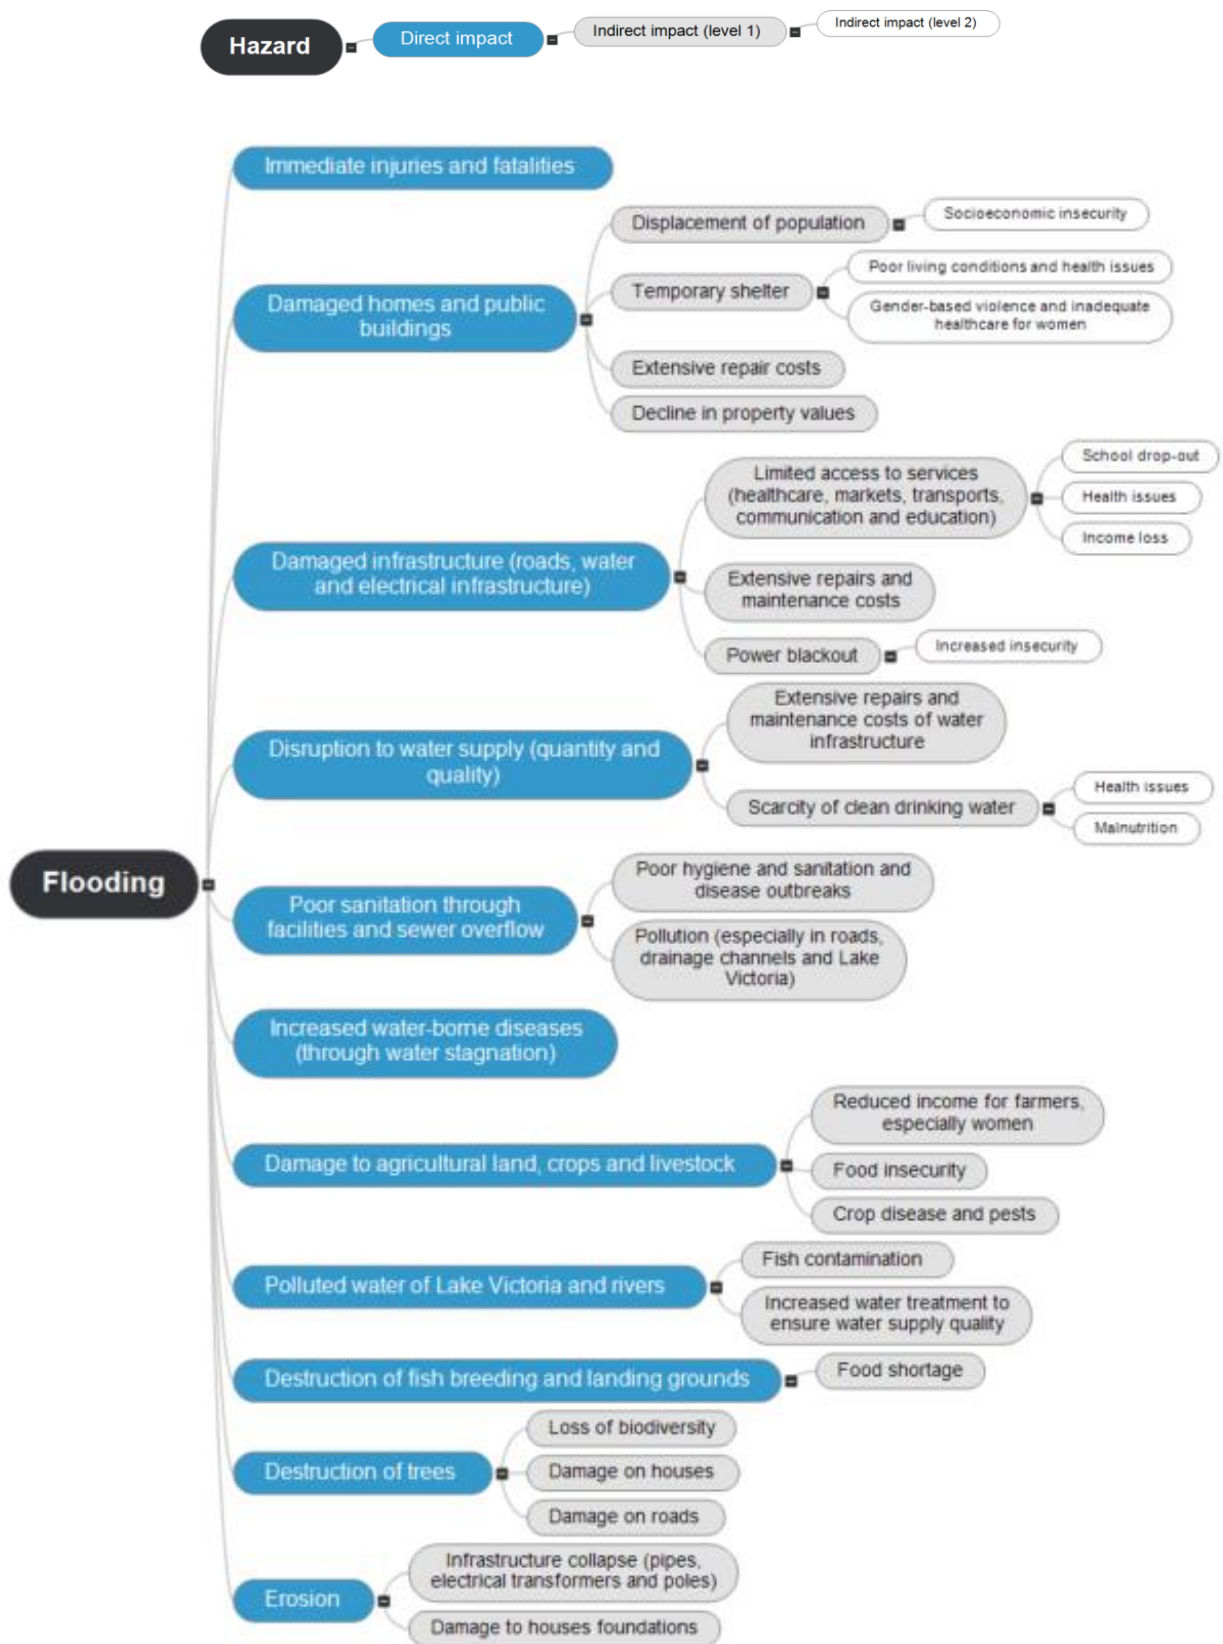 Hazard
Direct impact
Indirect impact (level 1)
Indirect impact (level 2)
Flooding
Immediate injuries and fatalities
Damaged homes and public
buildings
Displacement of population
Socioeconomic insecurity
Temporary shelter
Poor living conditions and health issues
Gender-based violence and inadequate
healthcare for women
Extensive repair costs
Decline in property values
Damaged infrastructure (roads, water
and electrical infrastructure)
Limited access to services
(healthcare, markets, transports,
communication and education)
School drop-out
Health issues
Income loss
Extensive repairs and
maintenance costs
Power blackout
Increased insecurity
Disruption to water supply (quantity and
quality)
Extensive repairs and
maintenance costs of water
infrastructure
Scarcity of clean drinking water
Health issues
Malnutrition
Poor sanitation through
facilities and sewer overflow
Poor hygiene and sanitation and
disease outbreaks
Pollution (especially in roads,
drainage channels and Lake
Victoria)
Increased water-borne diseases
(through water stagnation)
Damage to agricultural land, crops and livestock
Reduced income for farmers,
especially women
Food insecurity
Crop disease and pests
Polluted water of Lake Victoria and rivers
Fish contamination
Increased water treatment to
ensure water supply quality
Destruction of fish breeding and landing grounds
Food shortage
Destruction of trees
Loss of biodiversity
Damage on houses
Damage on roads
Erosion
Infrastructure collapse (pipes,
electrical transformers and poles)
Damage to houses foundations